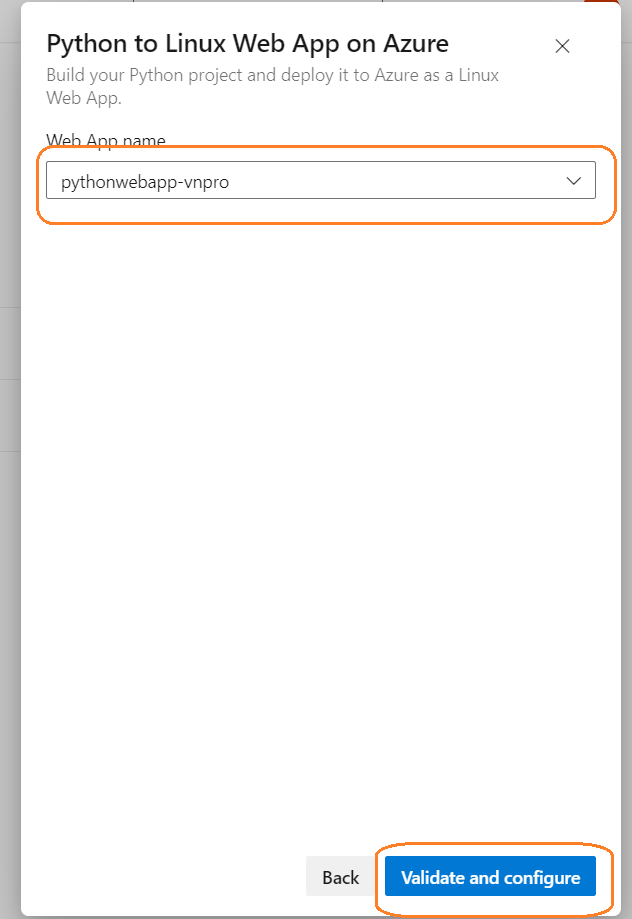 Python to Linux Web App on Azure
Build your Python project and deploy it to Azure as a Linux
Web App.
Web App name
pythonwebapp-vnpro
Back
Validate and configure